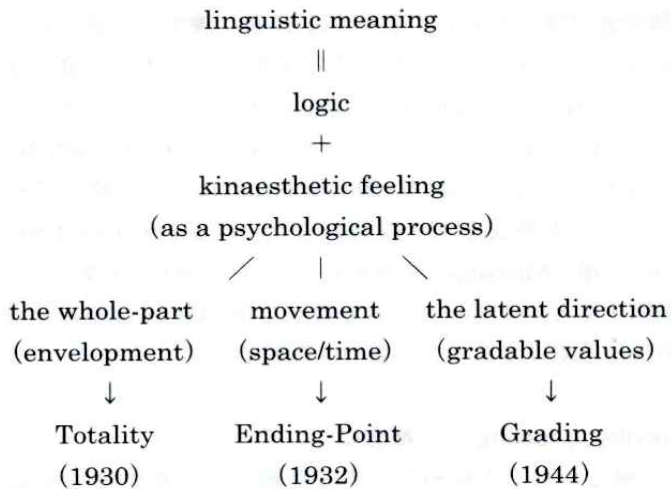 linguistic meaning
||
logic
+
kinaesthetic feeling
(as a psychological process)
/ | \
the whole-part movement the latent direction
(envelopment) (space/time) (gradable values)
↓ ↓ ↓
Totality Ending-Point Grading
(1930) (1932) (1944)